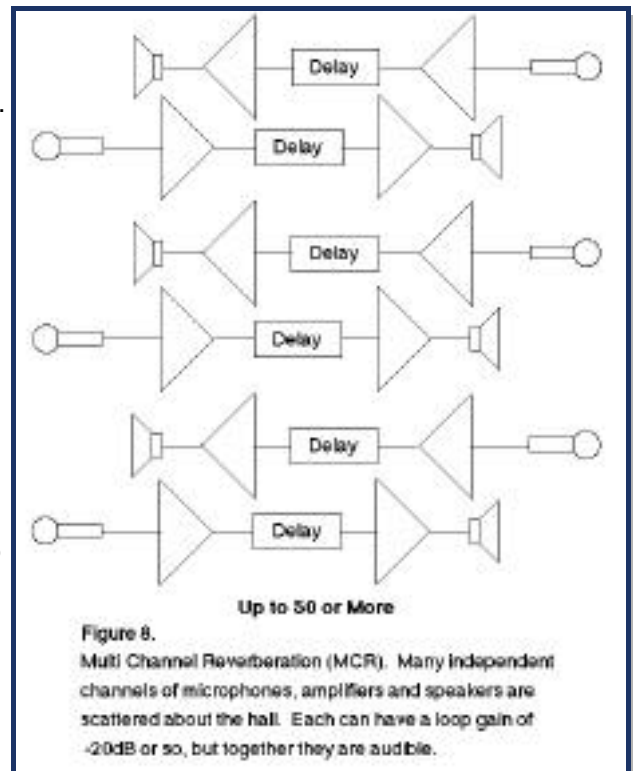 Delay
Delay
Delay
Delay
Delay
Delay
Up to 50 or More
Figure 8.
Multi Channel Reverberation (MCR). Many independent
channels of microphones, amplifiers and speakers are
scattered about the hall. Each can have a loop gain of
-20dB or so, but together they are audible.